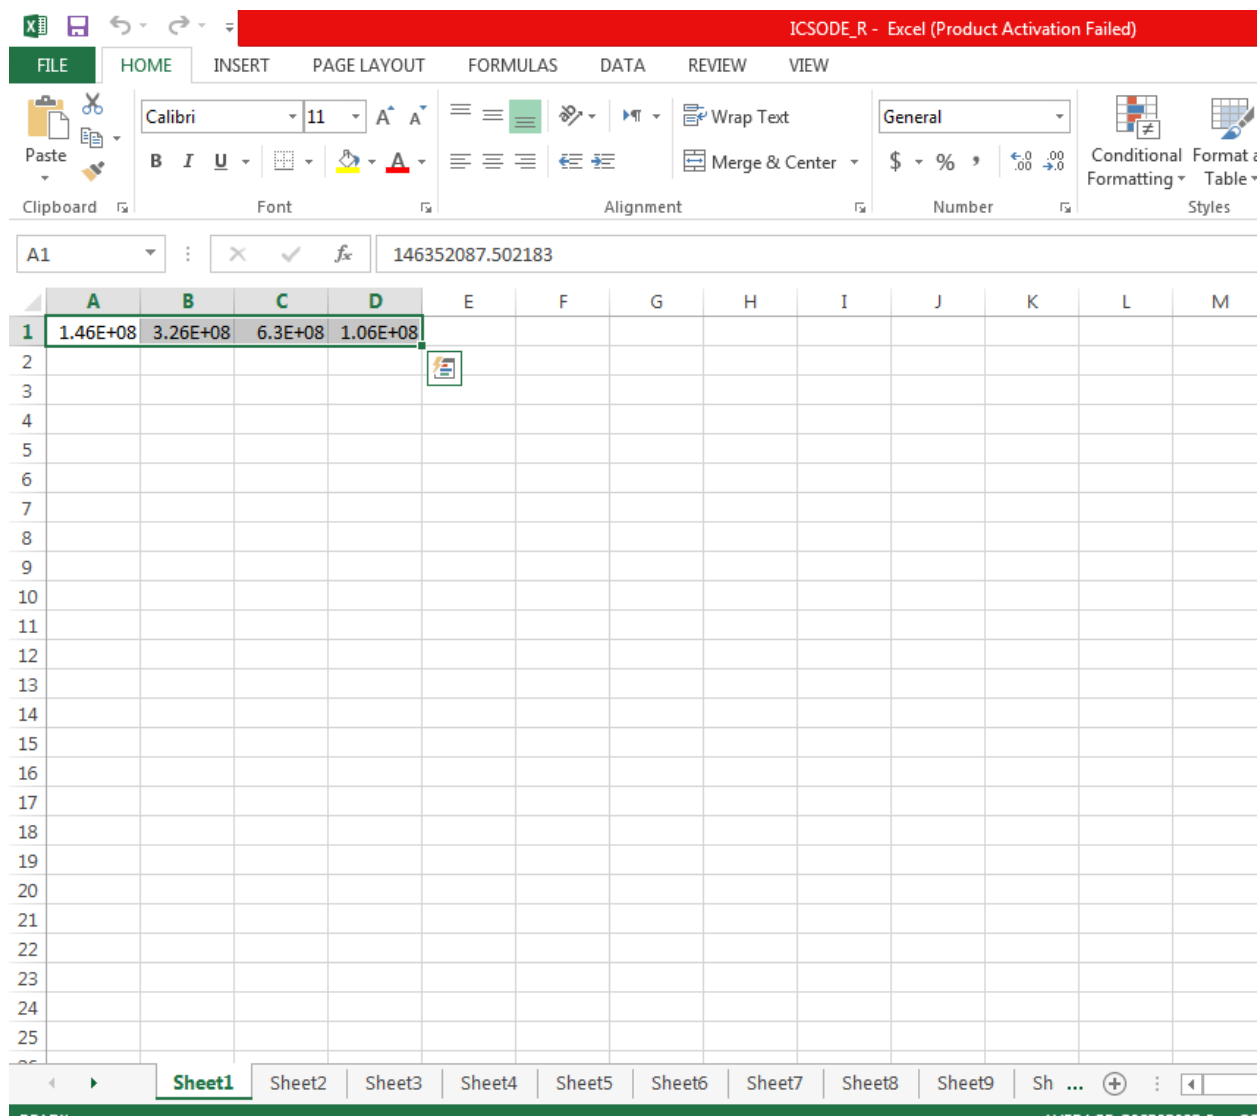 ICSODE_R - Excel (Product Activation Failed)
FILE HOME INSERT PAGE LAYOUT FORMULAS DATA REVIEW VIEW
Calibri 11 Wrap Text General
Paste B I U Merge & Center $ % Conditional Format
Formatting Table
Clipboard Font Alignment Number Styles
A1 fx 146352087.502183
A B C D E F G H I J K L M
1 1.46E+08 3.26E+08 6.3E+08 1.06E+08
2
3
4
5
6
7
8
9
10
11
12
13
14
15
16
17
18
19
20
21
22
23
24
25
Sheet1 Sheet2 Sheet3 Sheet4 Sheet5 Sheet6 Sheet7 Sheet8 Sheet9 Sh ...